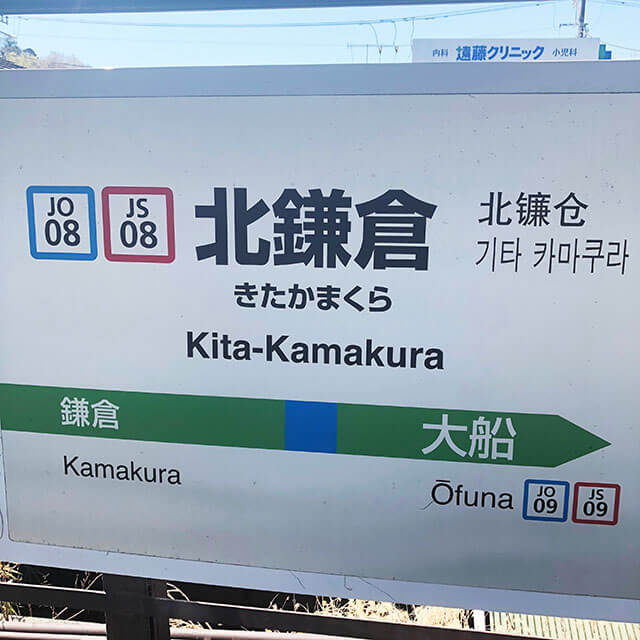 内科 遠藤クリニック 小児科
JO 08 JS 08 北鎌倉 北镰仓
きたかまくら 기타 카마쿠라
Kita-Kamakura
鎌倉 大船
Kamakura Ōfuna JO 09 JS 09